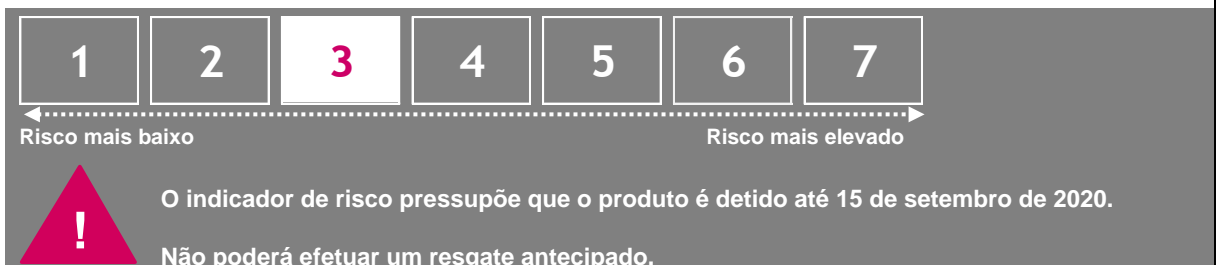 1 2 3 4 5 6 7
Risco mais baixo Risco mais elevado
O indicador de risco pressupõe que o produto é detido até 15 de setembro de 2020.
!
Não poderá efetuar um resgate antecipado.